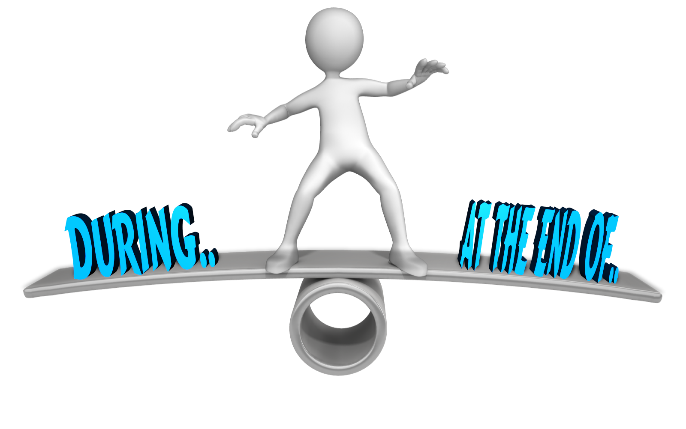 DURING..
AT THE END OF..